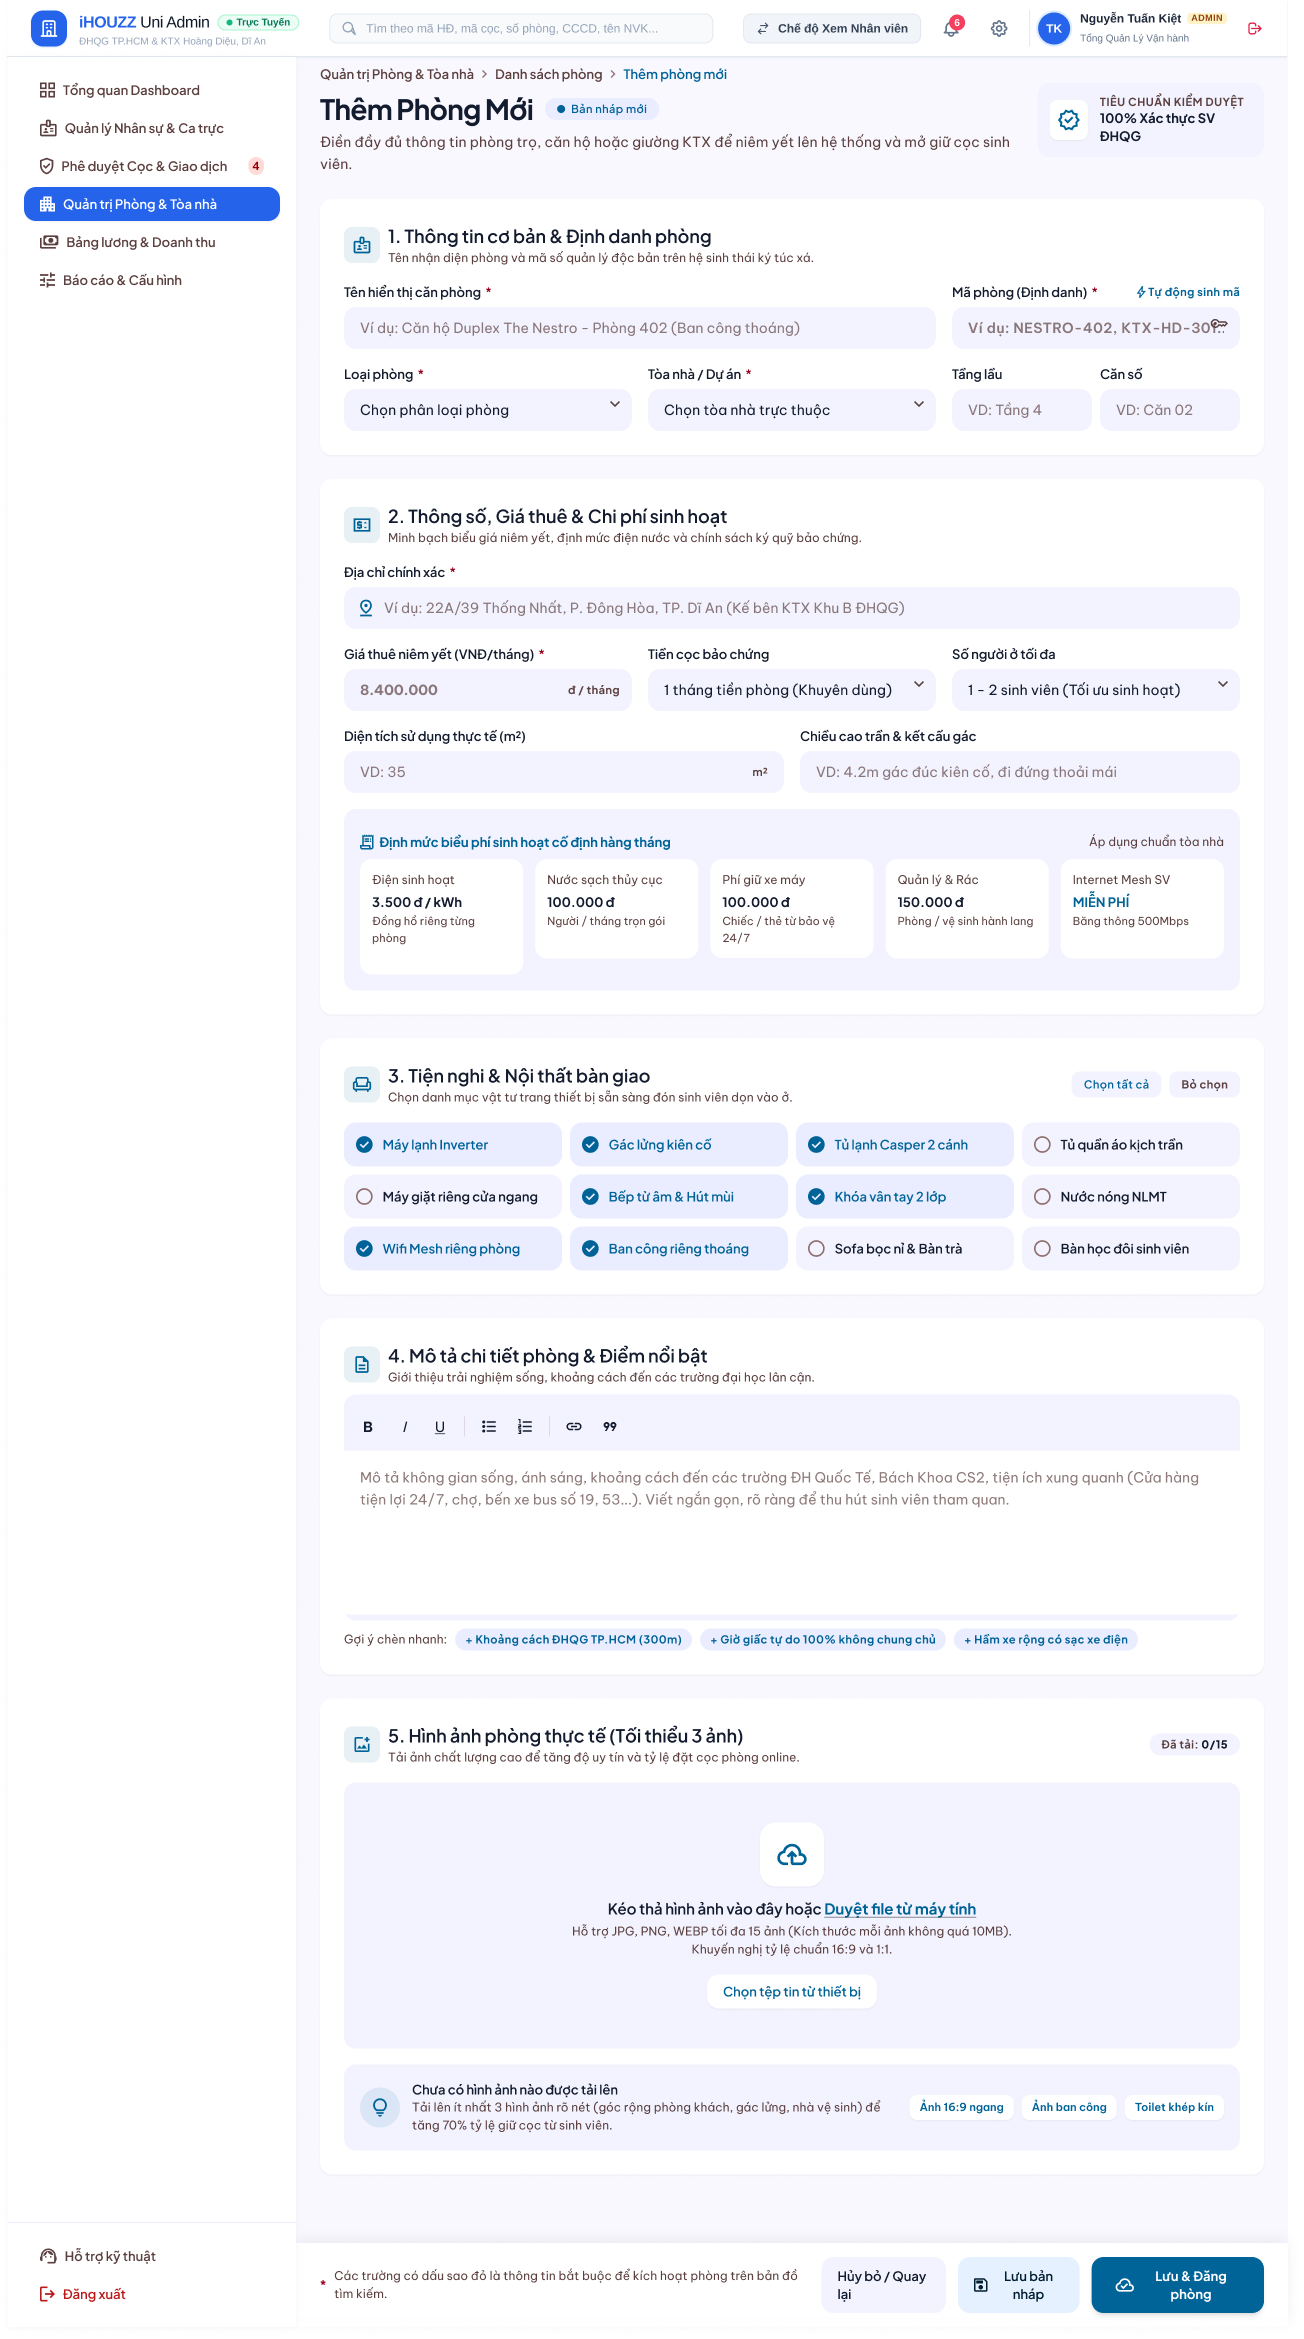 iHOUZZ Uni Admin
Trực Tuyến
ĐHQG TP.HCM & KTX Hoàng Diệu, Dĩ An
Tìm theo mã HĐ, mã cọc, số phòng, CCCD, tên NVK...
Chế độ Xem Nhân viên
6
TK
Nguyễn Tuấn Kiệt ADMIN
Tổng Quản Lý Vận hành
Tổng quan Dashboard
Quản lý Nhân sự & Ca trực
Phê duyệt Cọc & Giao dịch 4
Quản trị Phòng & Tòa nhà
Bảng lương & Doanh thu
Báo cáo & Cấu hình
Hỗ trợ kỹ thuật
Đăng xuất
Quản trị Phòng & Tòa nhà > Danh sách phòng > Thêm phòng mới
Thêm Phòng Mới
Bản nháp mới
Điền đầy đủ thông tin phòng trọ, căn hộ hoặc giường KTX để niêm yết lên hệ thống và mở giữ cọc sinh
viên.
TIÊU CHUẨN KIỂM DUYỆT
100% Xác thực SV
ĐHQG
1. Thông tin cơ bản & Định danh phòng
Tên nhận diện phòng và mã số quản lý độc bản trên hệ sinh thái ký túc xá.
Tên hiển thị căn phòng *
Mã phòng (Định danh) *
Tự động sinh mã
Ví dụ: Căn hộ Duplex The Nestro - Phòng 402 (Ban công thoáng)
Ví dụ: NESTRO-402, KTX-HD-301..
Loại phòng *
Tòa nhà / Dự án *
Tầng lầu
Căn số
Chọn phân loại phòng
Chọn tòa nhà trực thuộc
VD: Tầng 4
VD: Căn 02
2. Thông số, Giá thuê & Chi phí sinh hoạt
Minh bạch biểu giá niêm yết, định mức điện nước và chính sách ký quỹ bảo chứng.
Địa chỉ chính xác *
Ví dụ: 22A/39 Thống Nhất, P. Đông Hòa, TP. Dĩ An (Kế bên KTX Khu B ĐHQG)
Giá thuê niêm yết (VNĐ/tháng) *
Tiền cọc bảo chứng
Số người ở tối đa
8.400.000
đ / tháng
1 tháng tiền phòng (Khuyên dùng)
1 - 2 sinh viên (Tối ưu sinh hoạt)
Diện tích sử dụng thực tế (m²)
Chiều cao trần & kết cấu gác
VD: 35
m²
VD: 4.2m gác đúc kiên cố, đi đứng thoải mái
Định mức biểu phí sinh hoạt cố định hàng tháng
Áp dụng chuẩn tòa nhà
Điện sinh hoạt
3.500 đ / kWh
Đồng hồ riêng từng
phòng
Nước sạch thủy cục
100.000 đ
Người / tháng trọn gói
Phí giữ xe máy
100.000 đ
Chiếc / thẻ từ bảo vệ
24/7
Quản lý & Rác
150.000 đ
Phòng / vệ sinh hành lang
Internet Mesh SV
MIỄN PHÍ
Băng thông 500Mbps
3. Tiện nghi & Nội thất bàn giao
Chọn danh mục vật tư trang thiết bị sẵn sàng đón sinh viên dọn vào ở.
Chọn tất cả
Bỏ chọn
Máy lạnh Inverter
Gác lửng kiên cố
Tủ lạnh Casper 2 cánh
Tủ quần áo kịch trần
Máy giặt riêng cửa ngang
Bếp từ âm & Hút mùi
Khóa vân tay 2 lớp
Nước nóng NLMT
Wifi Mesh riêng phòng
Ban công riêng thoáng
Sofa bọc nỉ & Bàn trà
Bàn học đôi sinh viên
4. Mô tả chi tiết phòng & Điểm nổi bật
Giới thiệu trải nghiệm sống, khoảng cách đến các trường đại học lân cận.
B I U
Mô tả không gian sống, ánh sáng, khoảng cách đến các trường ĐH Quốc Tế, Bách Khoa CS2, tiện ích xung quanh (Cửa hàng
tiện lợi 24/7, chợ, bến xe bus số 19, 53...). Viết ngắn gọn, rõ ràng để thu hút sinh viên tham quan.
Gợi ý chèn nhanh:
+ Khoảng cách ĐHQG TP.HCM (300m)
+ Giờ giấc tự do 100% không chung chủ
+ Hầm xe rộng có sạc xe điện
5. Hình ảnh phòng thực tế (Tối thiểu 3 ảnh)
Tải ảnh chất lượng cao để tăng độ uy tín và tỷ lệ đặt cọc phòng online.
Đã tải: 0/15
Kéo thả hình ảnh vào đây hoặc Duyệt file từ máy tính
Hỗ trợ JPG, PNG, WEBP tối đa 15 ảnh (Kích thước mỗi ảnh không quá 10MB).
Khuyến nghị tỷ lệ chuẩn 16:9 và 1:1.
Chọn tệp tin từ thiết bị
Chưa có hình ảnh nào được tải lên
Tải lên ít nhất 3 hình ảnh rõ nét (góc rộng phòng khách, gác lửng, nhà vệ sinh) để
tăng 70% tỷ lệ giữ cọc từ sinh viên.
Ảnh 16:9 ngang
Ảnh ban công
Toilet khép kín
* Các trường có dấu sao đỏ là thông tin bắt buộc để kích hoạt phòng trên bản đồ
tìm kiếm.
Hủy bỏ / Quay
lại
Lưu bản
nháp
Lưu & Đăng
phòng